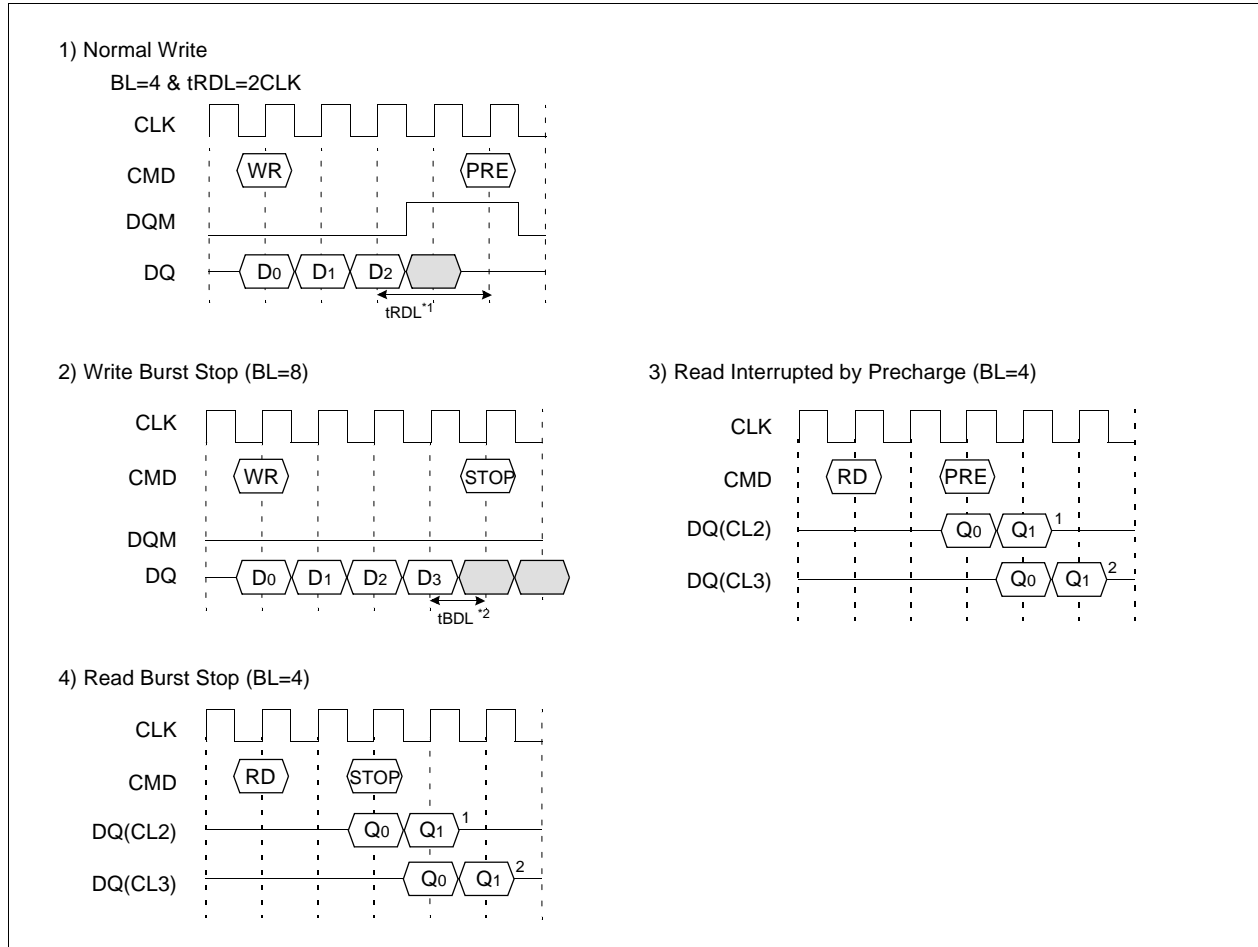 1) Normal Write
BL=4 & tRDL=2CLK
CLK
CMD WR PRE
DQM
DQ D0 D1 D2
tRDL*1
2) Write Burst Stop (BL=8)
CLK
CMD WR STOP
DQM
DQ D0 D1 D2 D3
tBDL *2
3) Read Interrupted by Precharge (BL=4)
CLK
CMD RD PRE
DQ(CL2) Q0 Q1 1
DQ(CL3) Q0 Q1 2
4) Read Burst Stop (BL=4)
CLK
CMD RD STOP
DQ(CL2) Q0 Q1 1
DQ(CL3) Q0 Q1 2